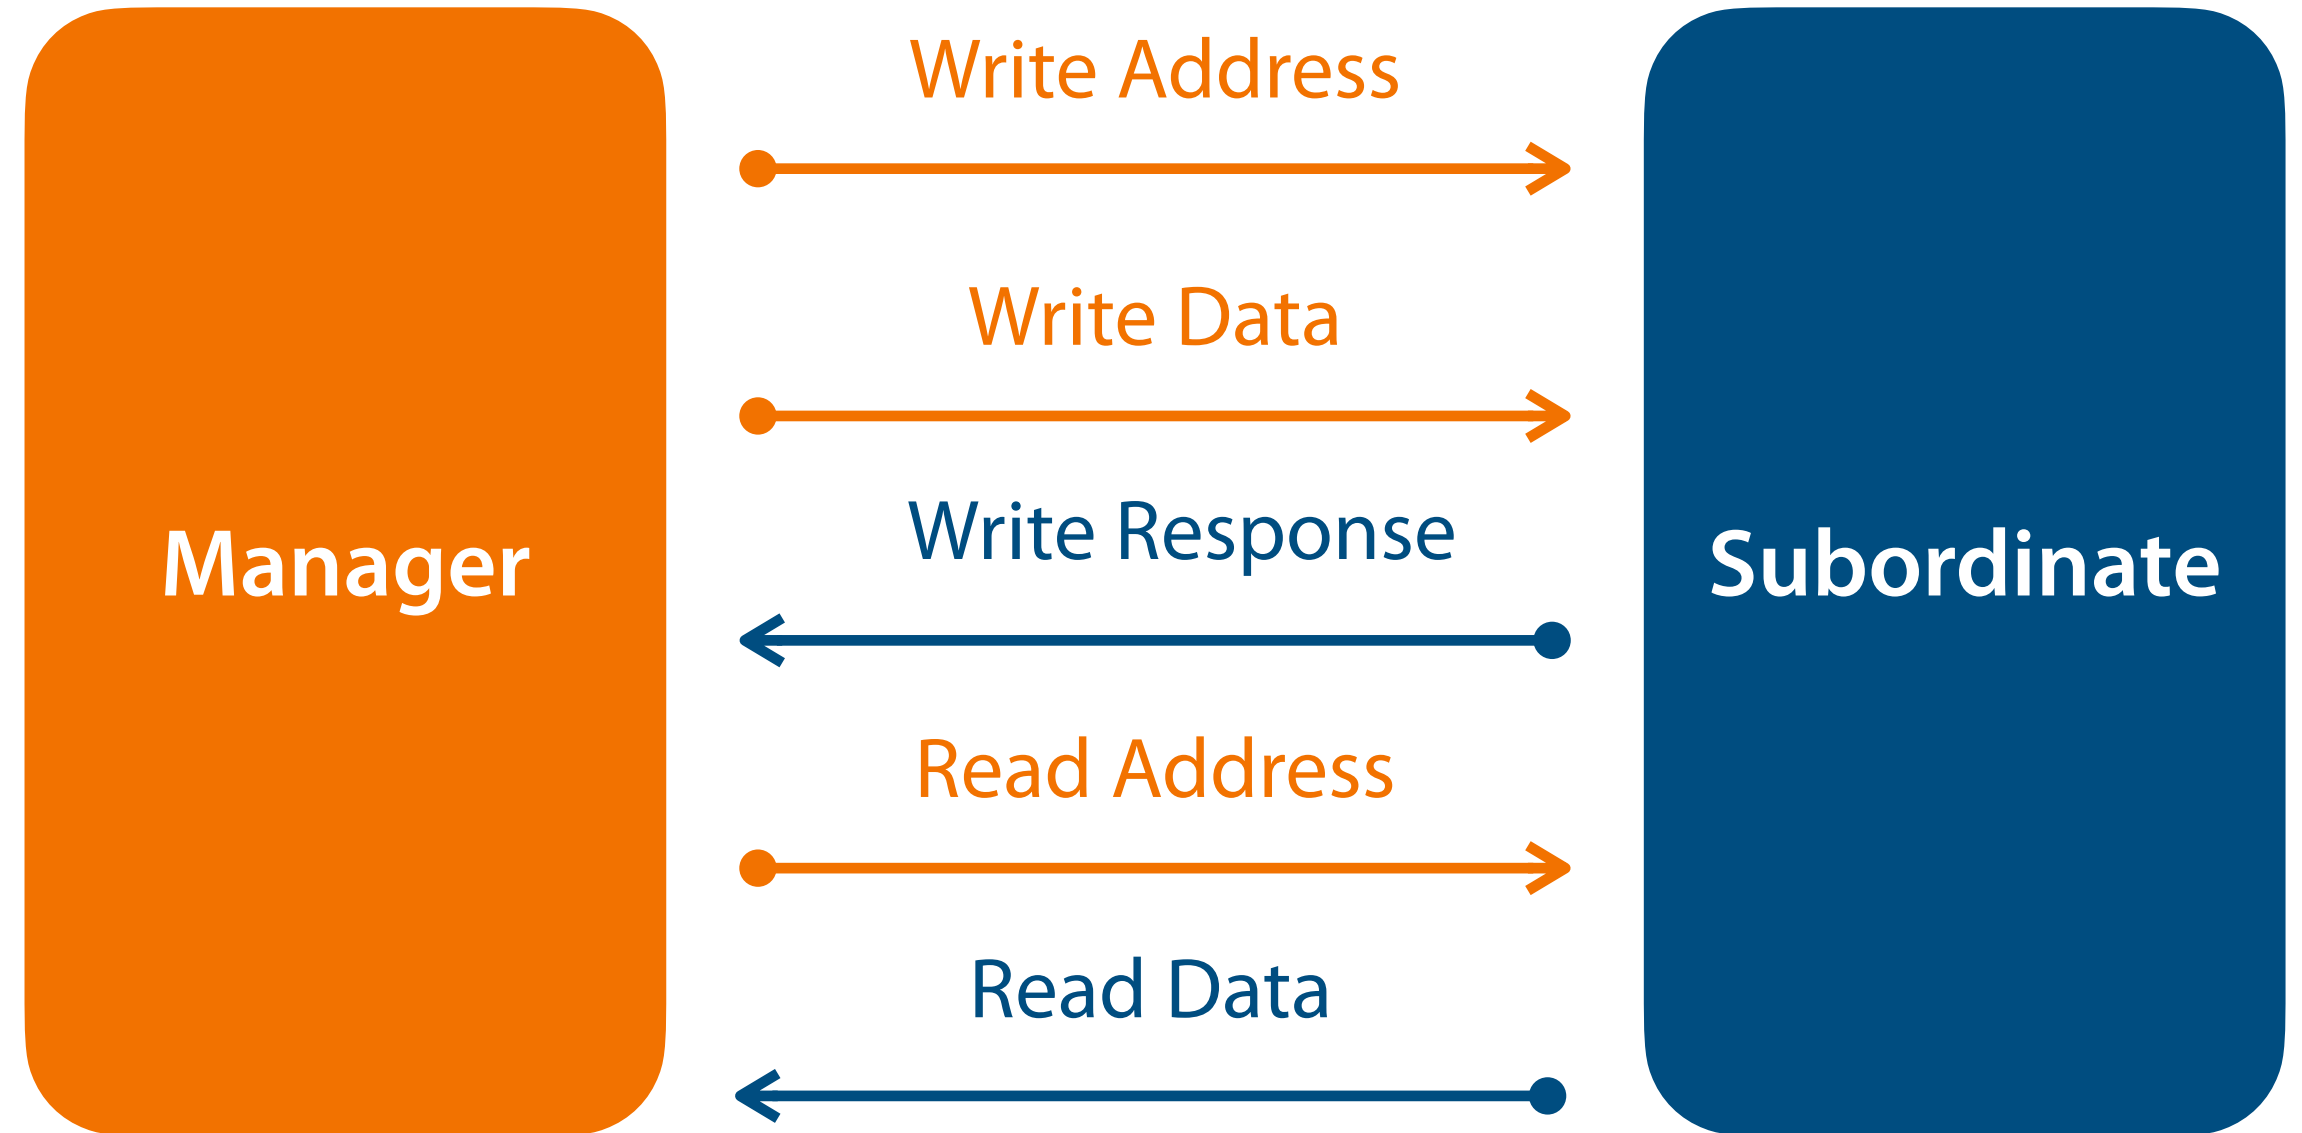 Write Address
Write Data
Write Response
Manager
Subordinate
Read Address
Read Data